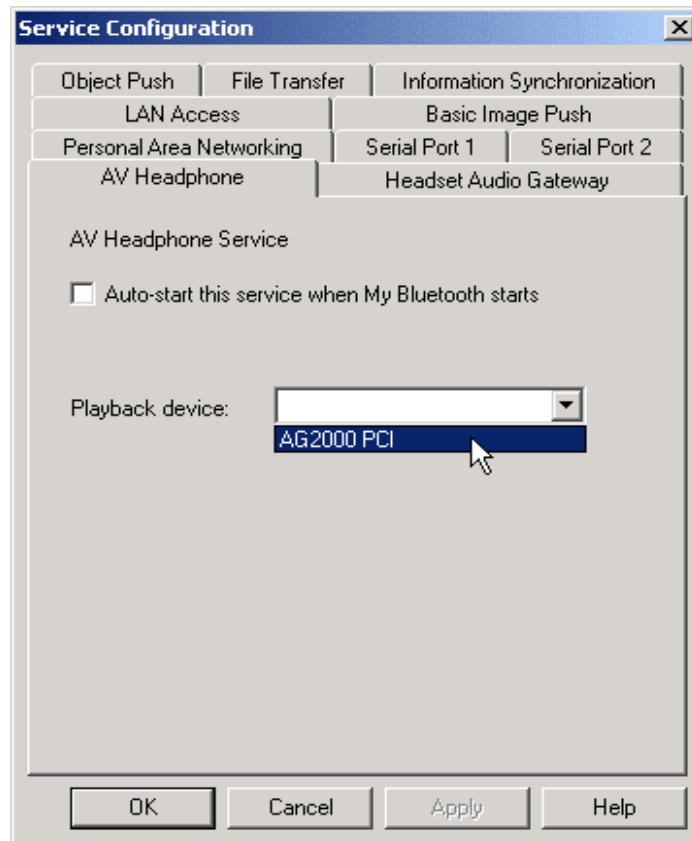 Service Configuration
Object Push File Transfer Information Synchronization
LAN Access Basic Image Push
Personal Area Networking Serial Port 1 Serial Port 2
AV Headphone Headset Audio Gateway
AV Headphone Service
Auto-start this service when My Bluetooth starts
Playback device:
AG2000 PCI
OK Cancel Apply Help